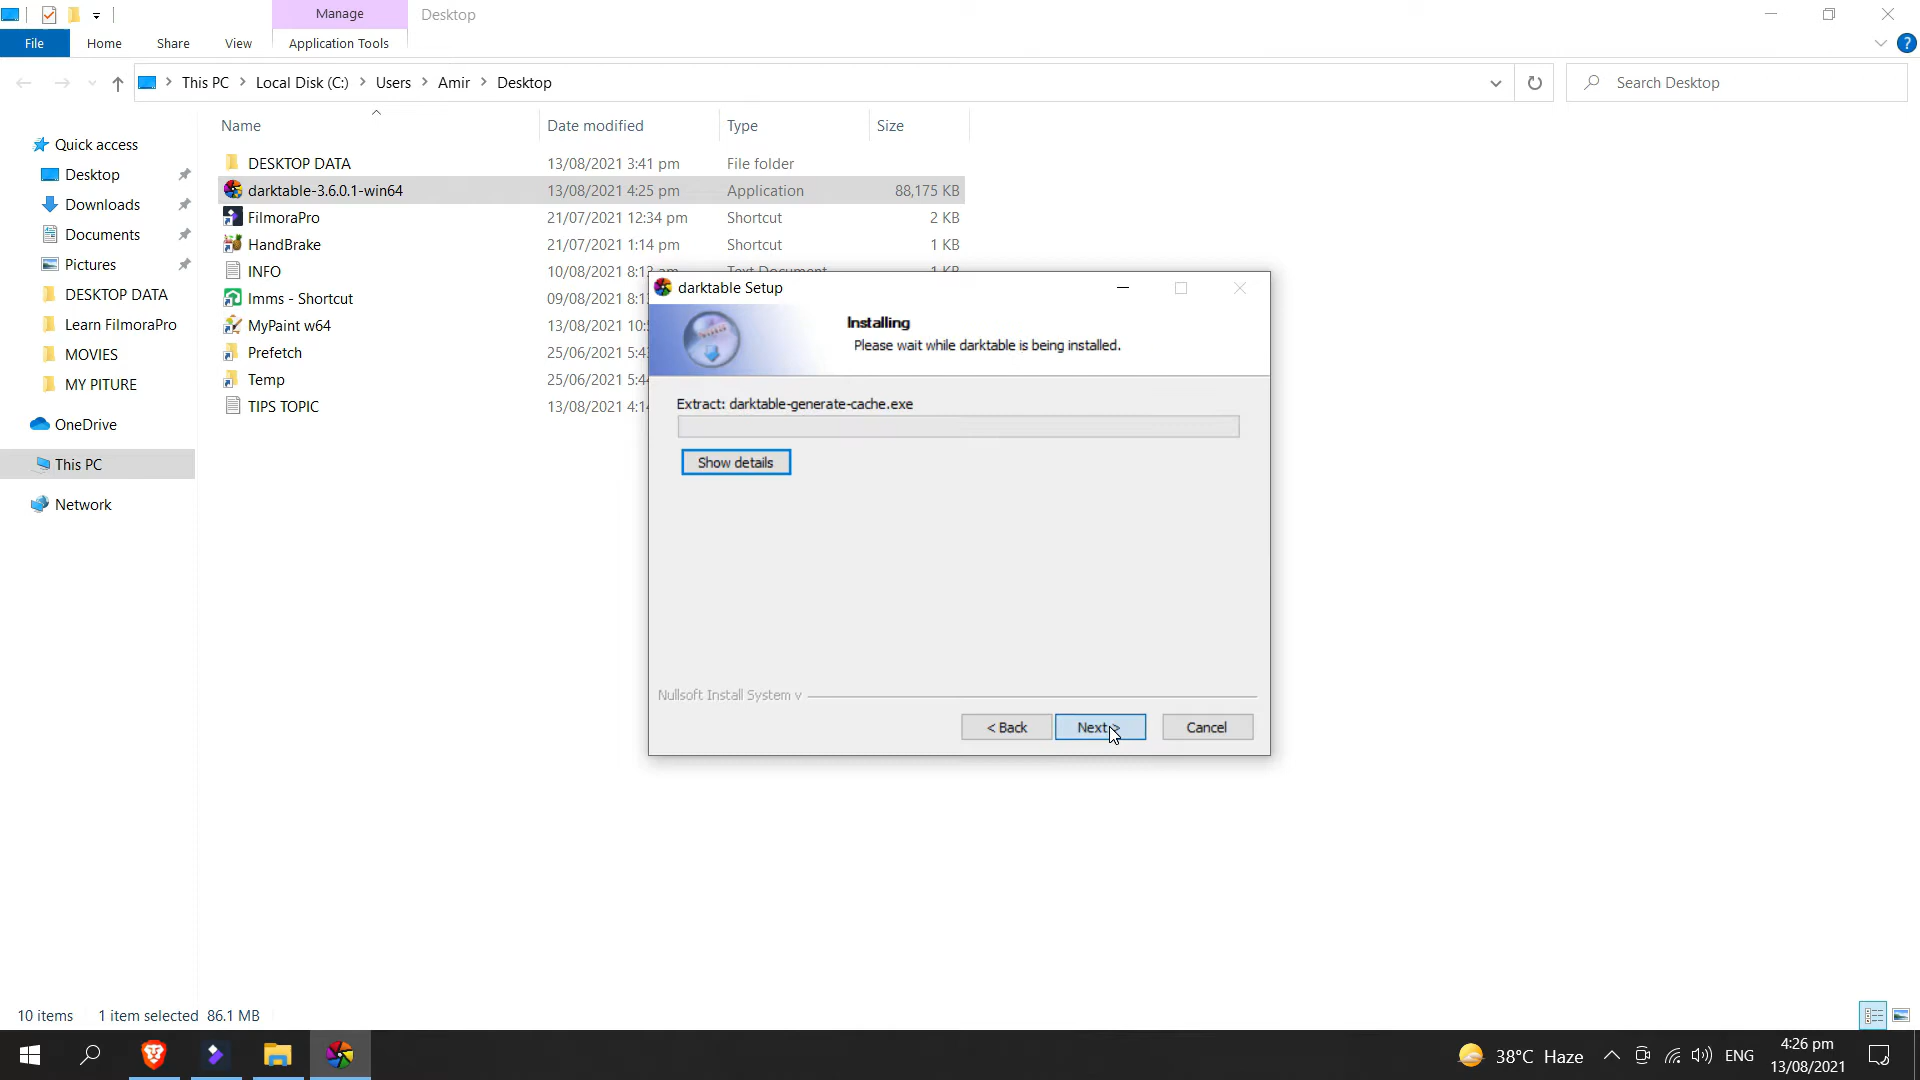 Manage
Desktop
File
Home
Share
View
Application Tools
This PC
Local Disk (C:)
Users
Amir
Desktop
Search Desktop
Name
Date modified
Type
Size
Quick access
Desktop
Downloads
Documents
Pictures
DESKTOP DATA
Learn FilmoraPro
MOVIES
MY PITURE
OneDrive
This PC
Network
DESKTOP DATA 13/08/2021 3:41 pm File folder
darktable-3.6.0.1-win64 13/08/2021 4:25 pm Application 88,175 KB
FilmoraPro 21/07/2021 12:34 pm Shortcut 2 KB
HandBrake 21/07/2021 1:14 pm Shortcut 1 KB
INFO 10/08/2021 8:13 am Text Document 1 KB
lmms - Shortcut 09/08/2021 8:1
MyPaint w64 13/08/2021 10:
Prefetch 25/06/2021 5:4
Temp 25/06/2021 5:44
TIPS TOPIC 13/08/2021 4:14
darktable Setup
Installing
Please wait while darktable is being installed.
Extract: darktable-generate-cache.exe
Show details
Nullsoft Install System v
< Back
Next >
Cancel
10 items
1 item selected 86.1 MB
38°C Haze
ENG
4:26 pm
13/08/2021